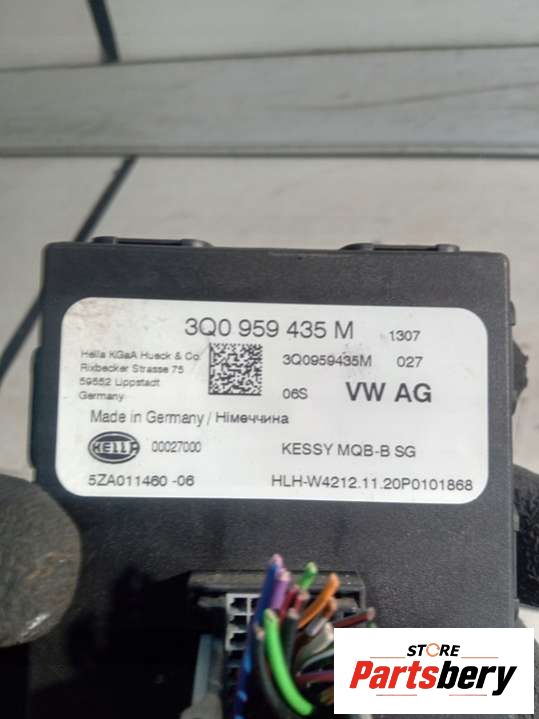 3Q0 959 435 M 1307
Hella KGaA Hueck & Co.
Rixbecker Strasse 75
59552 Lippstadt
Germany
3Q0959435M 027
06S VW AG
Made in Germany / Німеччина
HELLA 00027000 KESSY MQB-B SG
5ZA011460 -06 HLH-W4212.11.20P0101868
STORE
Partsbery